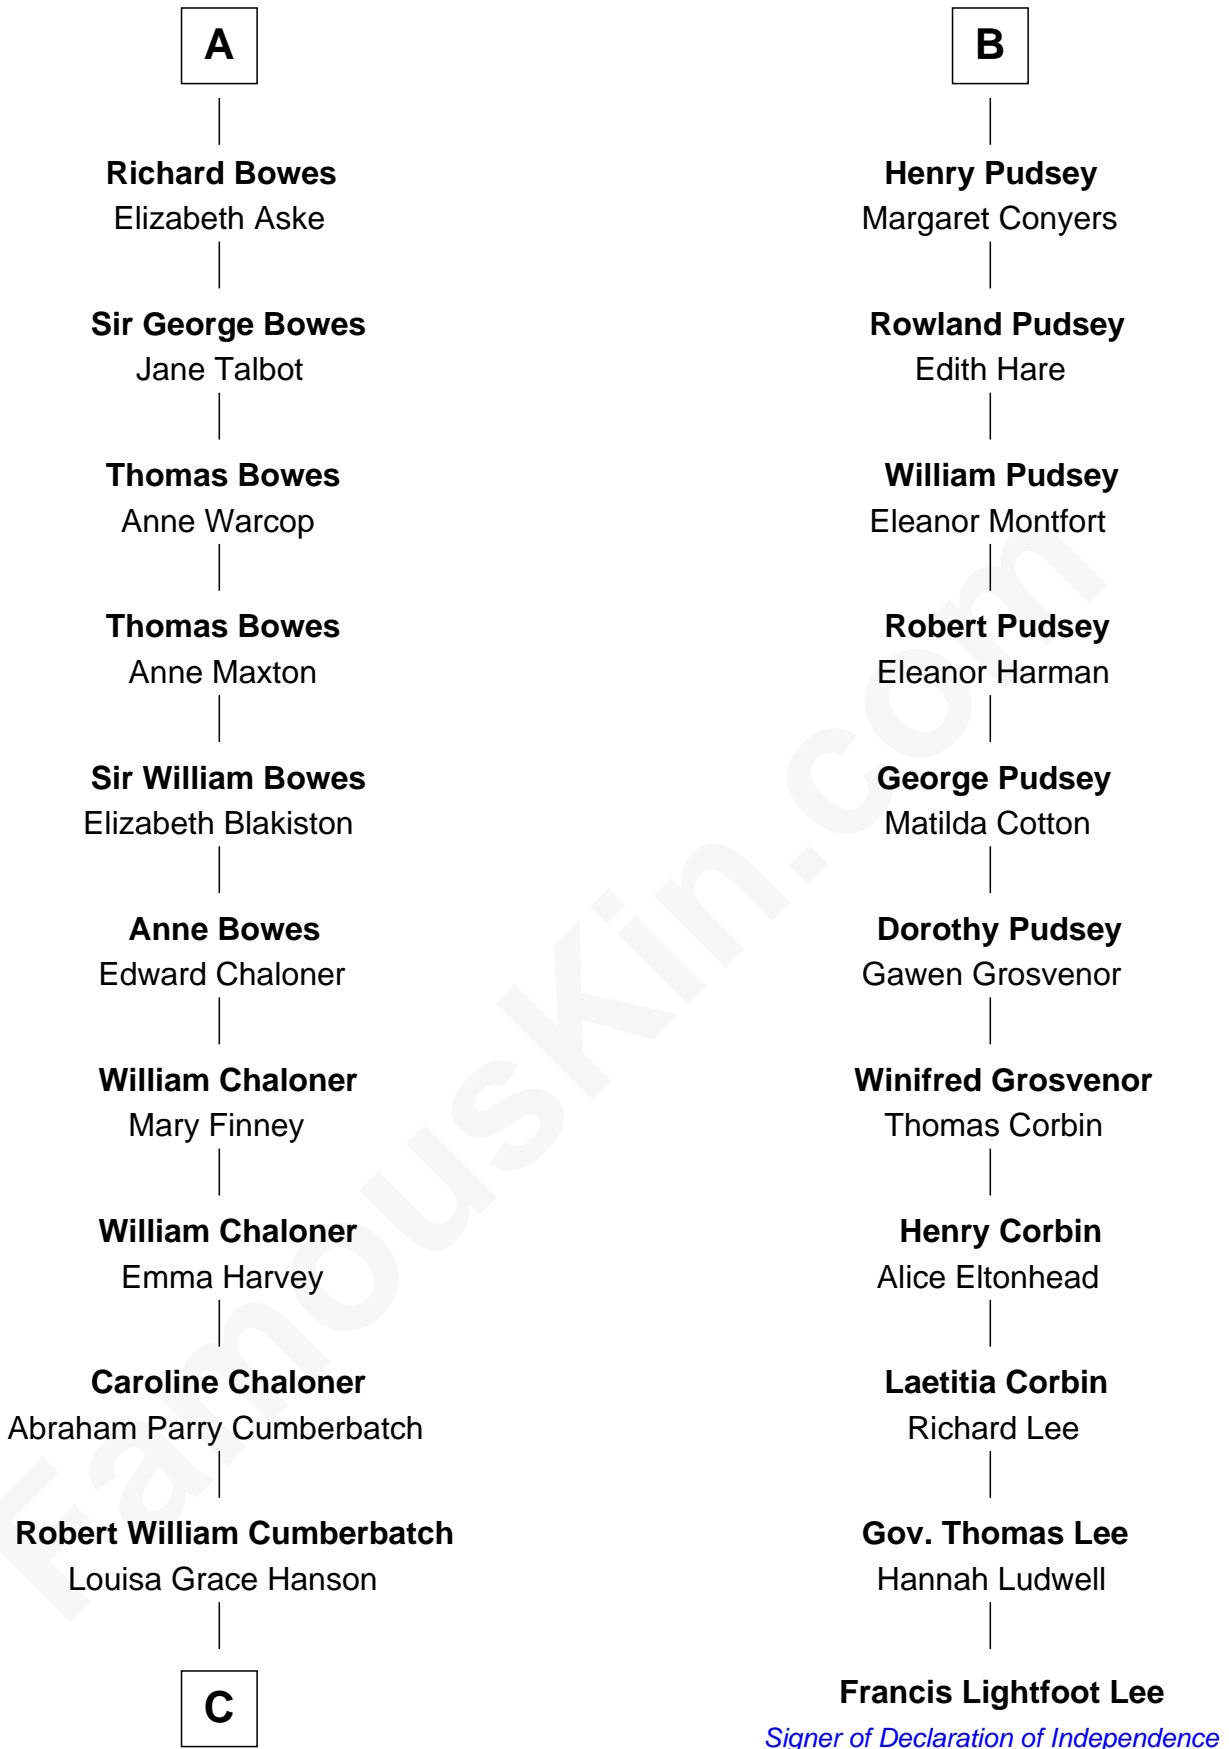 A
Richard Bowes
Elizabeth Aske
Sir George Bowes
Jane Talbot
Thomas Bowes
Anne Warcop
Thomas Bowes
Anne Maxton
Sir William Bowes
Elizabeth Blakiston
Anne Bowes
Edward Chaloner
William Chaloner
Mary Finney
William Chaloner
Emma Harvey
Caroline Chaloner
Abraham Parry Cumberbatch
Robert William Cumberbatch
Louisa Grace Hanson
C
B
Henry Pudsey
Margaret Conyers
Rowland Pudsey
Edith Hare
William Pudsey
Eleanor Montfort
Robert Pudsey
Eleanor Harman
George Pudsey
Matilda Cotton
Dorothy Pudsey
Gawen Grosvenor
Winifred Grosvenor
Thomas Corbin
Henry Corbin
Alice Eltonhead
Laetitia Corbin
Richard Lee
Gov. Thomas Lee
Hannah Ludwell
Francis Lightfoot Lee
Signer of Declaration of Independence
FamousKin.com